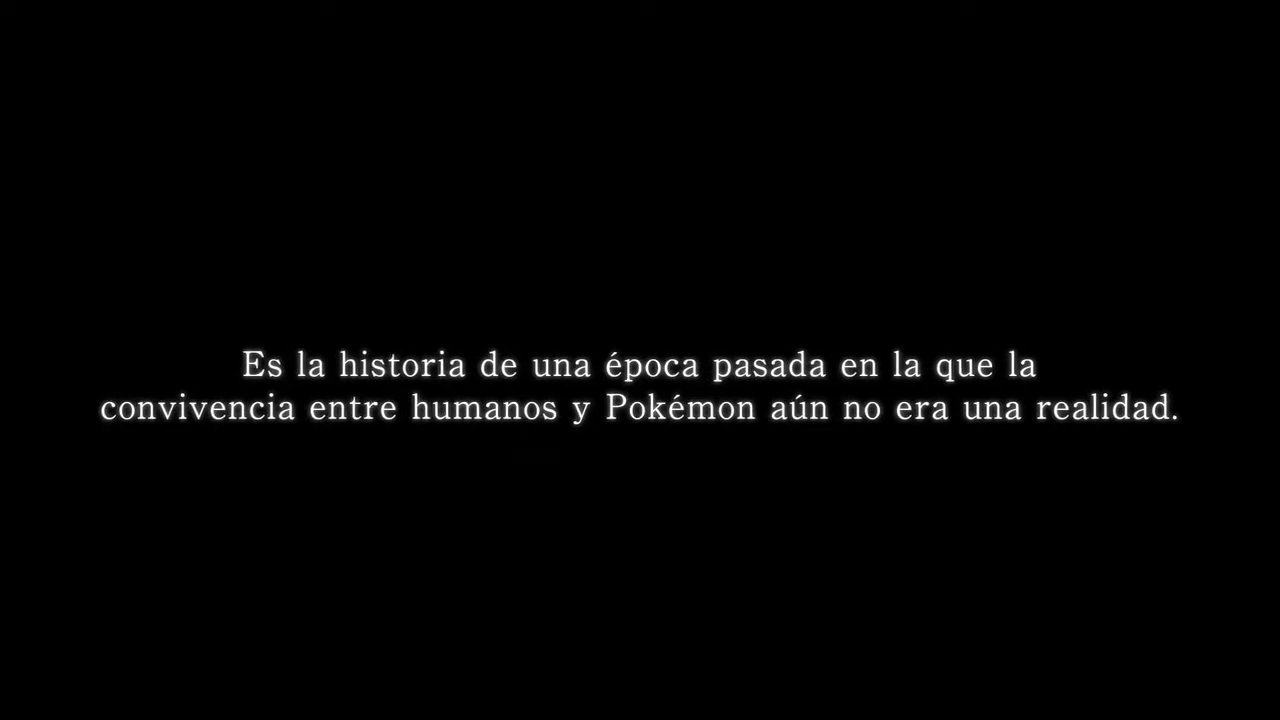 Es la historia de una época pasada en la que la
convivencia entre humanos y Pokémon aún no era una realidad.